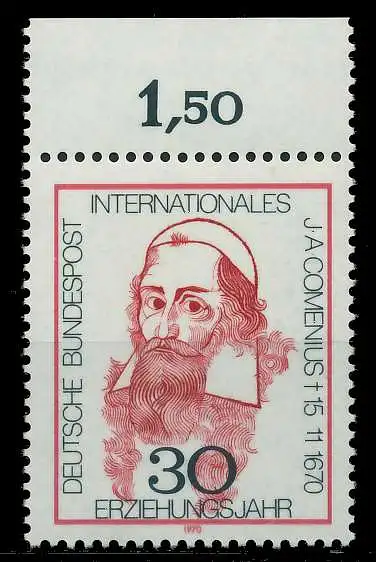 1,50
INTERNATIONALES
DEUTSCHE BUNDESPOST
J·A·COMENIUS † 15 11 1670
30
ERZIEHUNGSJAHR
1970